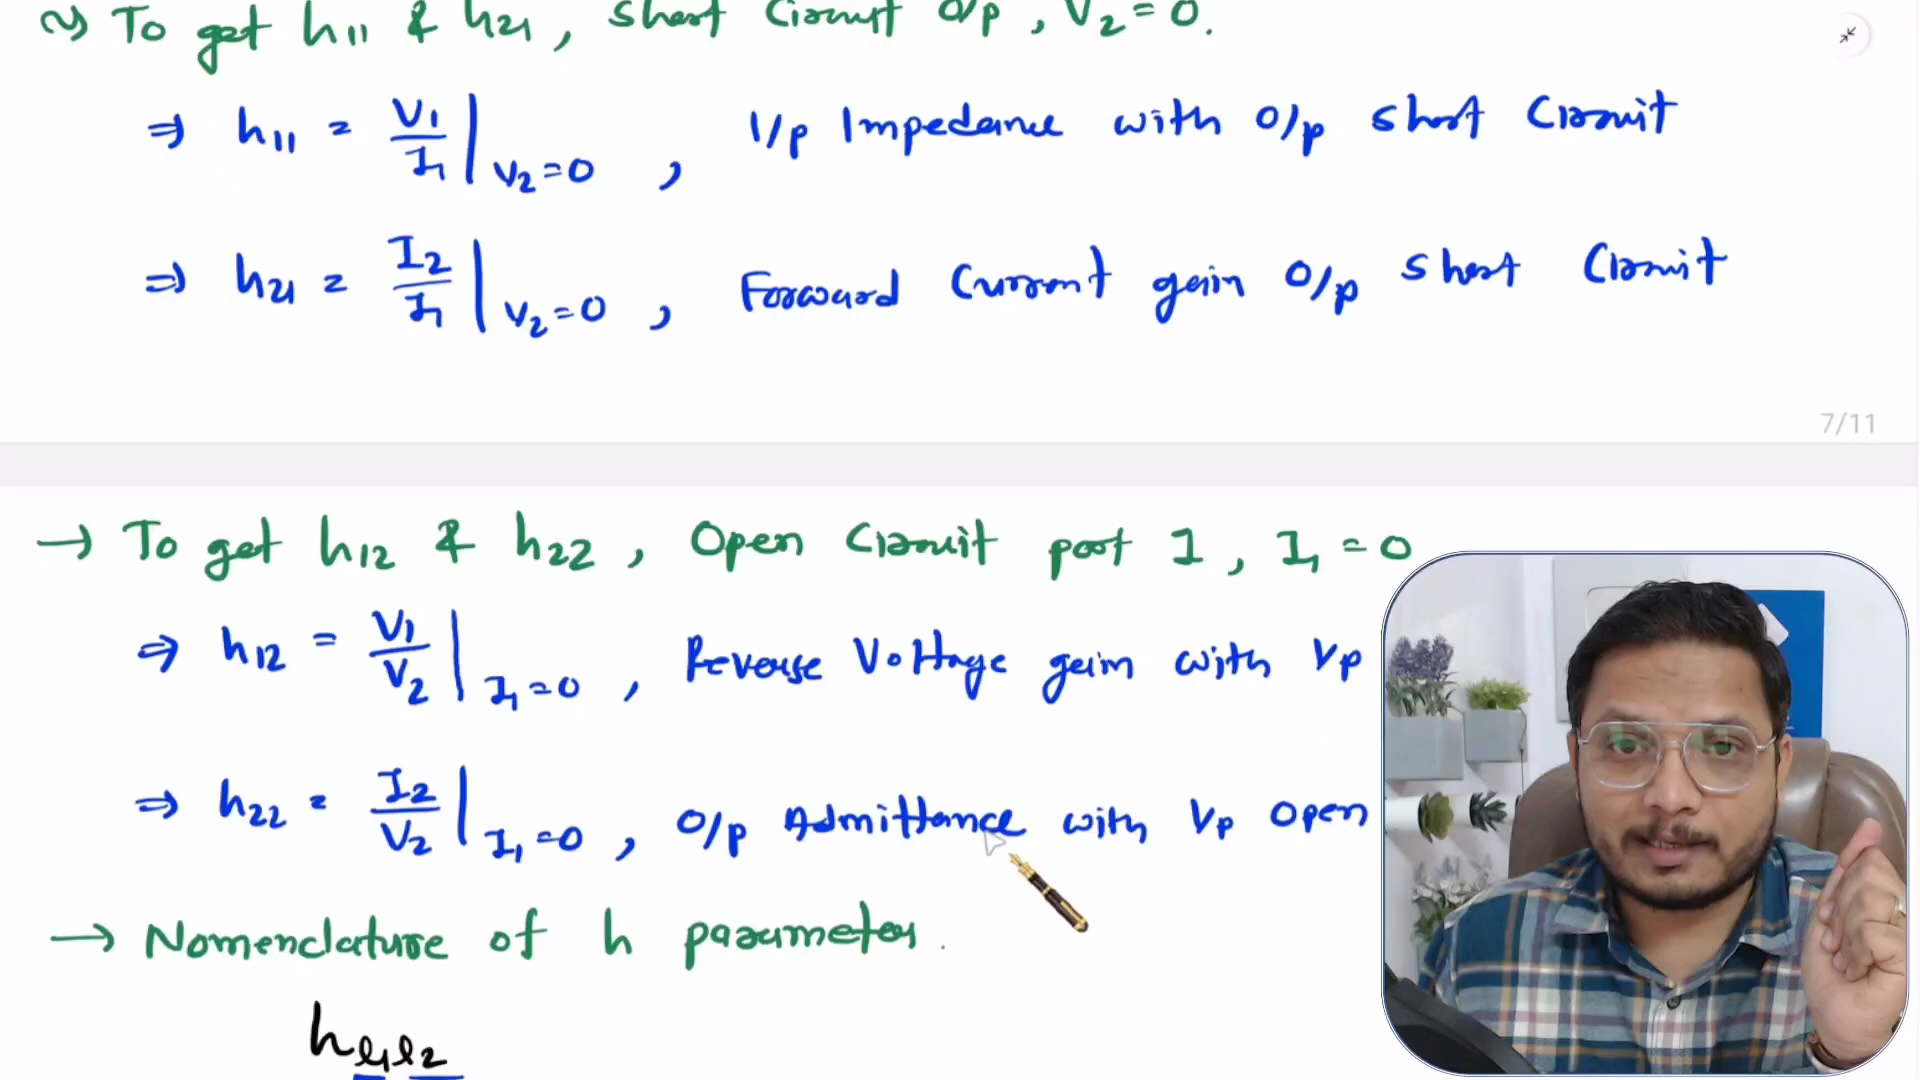 ~> To get h11 & h21, Short Circuit O/p, V2 = 0.
⇒ h11 = V1/I1 | V2=0 , I/p Impedance with O/p Short Circuit
⇒ h21 = I2/I1 | V2=0 , Forward Current gain O/p Short Circuit
7/11
→ To get h12 & h22, Open Circuit port 1, I1 = 0
⇒ h12 = V1/V2 | I1=0 , Reverse Voltage gain with I/p
⇒ h22 = I2/V2 | I1=0 , O/p Admittance with I/p Open
→ Nomenclature of h parameter.
hl1l2